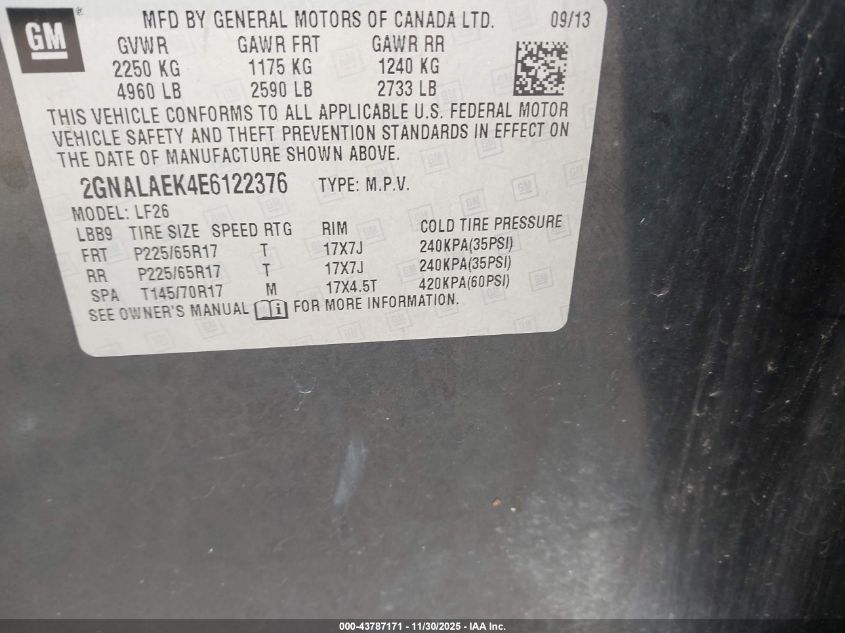 GM
MFD BY GENERAL MOTORS OF CANADA LTD. 09/13
GVWR GAWR FRT GAWR RR
2250 KG 1175 KG 1240 KG
4960 LB 2590 LB 2733 LB
THIS VEHICLE CONFORMS TO ALL APPLICABLE U.S. FEDERAL MOTOR
VEHICLE SAFETY AND THEFT PREVENTION STANDARDS IN EFFECT ON
THE DATE OF MANUFACTURE SHOWN ABOVE.
2GNALAEK4E6122376 TYPE: M.P.V.
MODEL: LF26
LBB9 TIRE SIZE SPEED RTG RIM COLD TIRE PRESSURE
FRT P225/65R17 T 17X7J 240KPA(35PSI)
RR P225/65R17 T 17X7J 240KPA(35PSI)
SPA T145/70R17 M 17X4.5T 420KPA(60PSI)
SEE OWNER'S MANUAL FOR MORE INFORMATION.
000-43787171 - 11/30/2025 - IAA Inc.